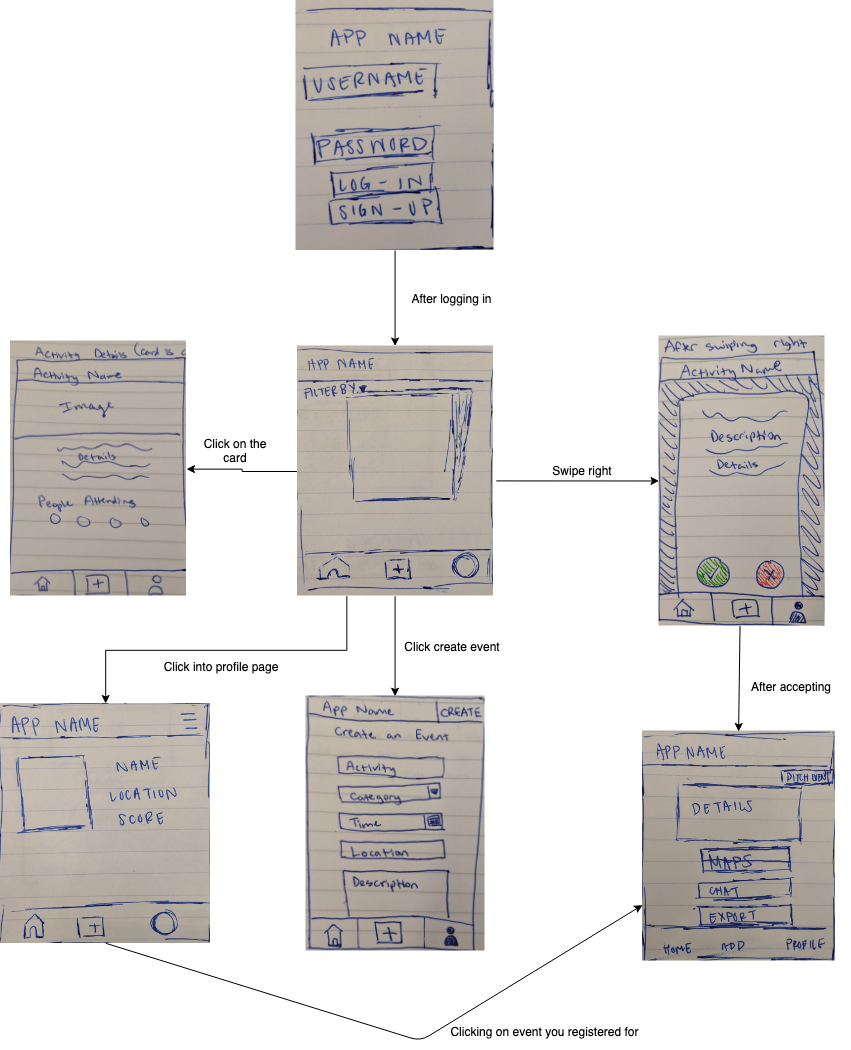 APP NAME
USERNAME
PASSWORD
LOG-IN
SIGN-UP
After logging in
Activity Details (card is
Activity Name
Image
Details
People Attending
Click on the
card
APP NAME
FILTER BY
Swipe right
After swiping right
Activity Name
Description
Details
Click into profile page
Click create event
After accepting
APP NAME
NAME
LOCATION
SCORE
App Name
CREATE
Create an Event
Activity
Category
Time
Location
Description
APP NAME
DITCH EVENT
DETAILS
MAPS
CHAT
EXPORT
HOME ADD PROFILE
Clicking on event you registered for